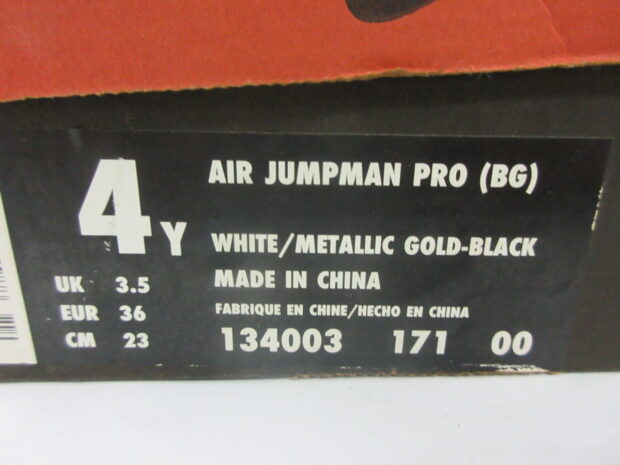 4Y
UK 3.5
EUR 36
CM 23
AIR JUMPMAN PRO (BG)
WHITE/METALLIC GOLD-BLACK
MADE IN CHINA
FABRIQUE EN CHINE/HECHO EN CHINA
134003 171 00